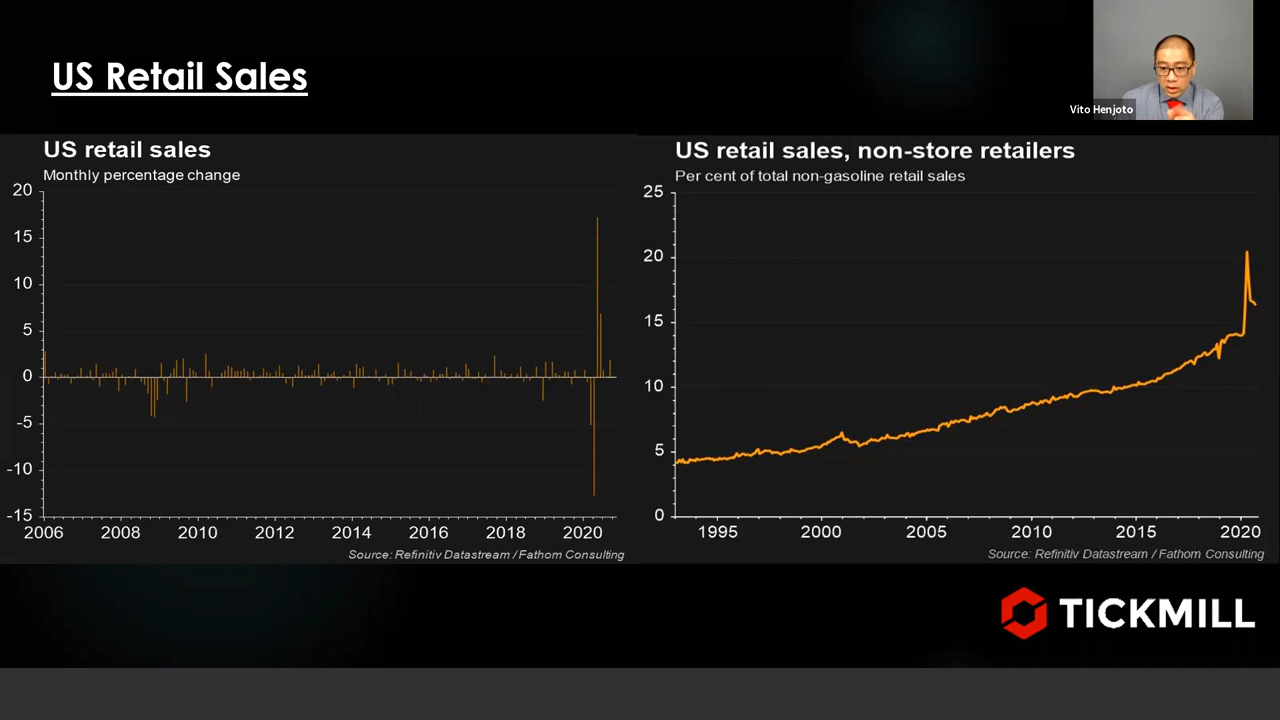 US Retail Sales
Vito Henjoto
US retail sales
Monthly percentage change
20
15
10
5
0
-5
-10
-15
2006 2008 2010 2012 2014 2016 2018 2020
Source: Refinitiv Datastream / Fathom Consulting
US retail sales, non-store retailers
Per cent of total non-gasoline retail sales
25
20
15
10
5
0
1995 2000 2005 2010 2015 2020
Source: Refinitiv Datastream / Fathom Consulting
TICKMILL